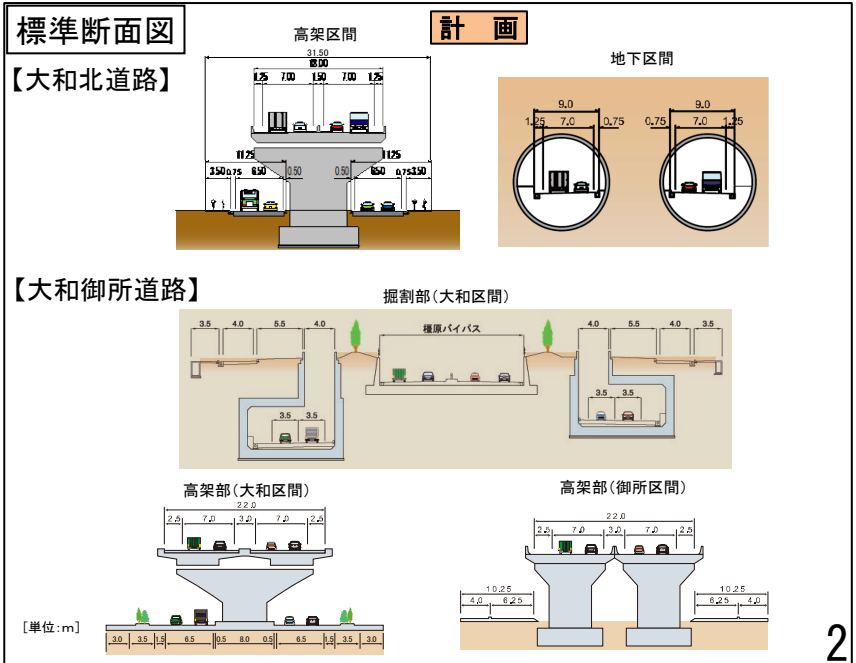 標準断面図
計 画
【大和北道路】
高架区間
31.50
18.00
1.25 7.00 1.50 7.00 1.25
11.25 11.25
3.50 0.75 6.50 0.50 0.50 6.50 0.75 3.50
地下区間
9.0 9.0
1.25 7.0 0.75 0.75 7.0 1.25
【大和御所道路】
掘割部(大和区間)
3.5 4.0 5.5 4.0 橿原バイパス 4.0 5.5 4.0 3.5
3.5 3.5
3.5 3.5
高架部(大和区間)
22.0
2.5 7.0 3.0 7.0 2.5
3.0 3.5 1.5 6.5 0.5 8.0 0.5 6.5 1.5 3.5 3.0
高架部(御所区間)
22.0
2.5 7.0 3.0 7.0 2.5
10.25 10.25
4.0 6.25 6.25 4.0
[単位:m]
2